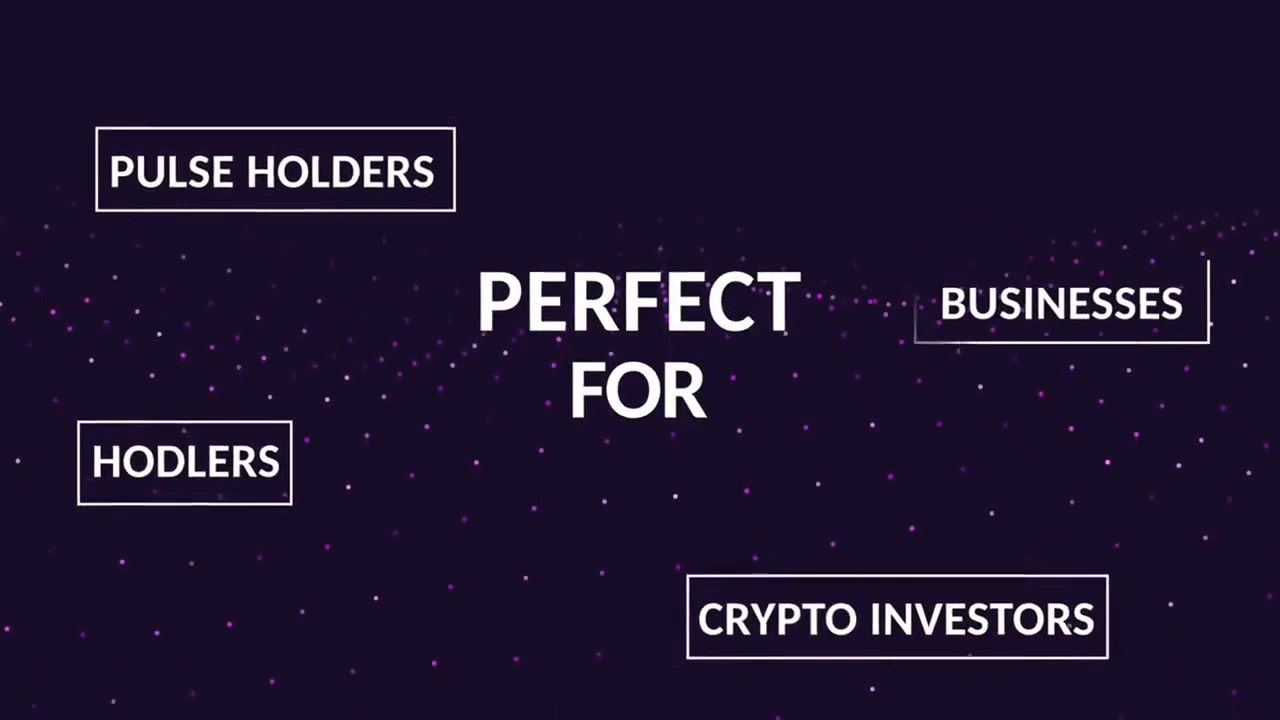 PULSE HOLDERS
PERFECT
FOR
BUSINESSES
HODLERS
CRYPTO INVESTORS